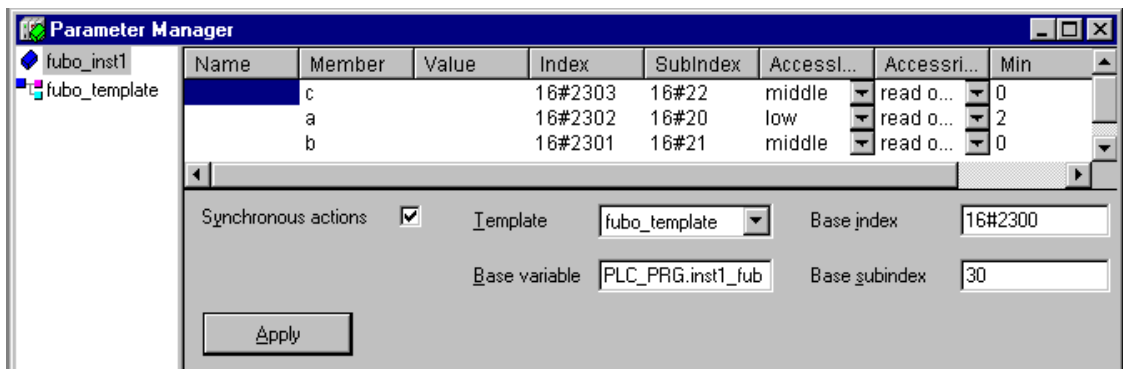 Parameter Manager
fubo_inst1
fubo_template
Name Member Value Index SubIndex Accessl... Accessri... Min
c 16#2303 16#22 middle read o... 0
a 16#2302 16#20 low read o... 2
b 16#2301 16#21 middle read o... 0
Synchronous actions Template fubo_template Base index 16#2300
Base variable PLC_PRG.inst1_fub Base subindex 30
Apply